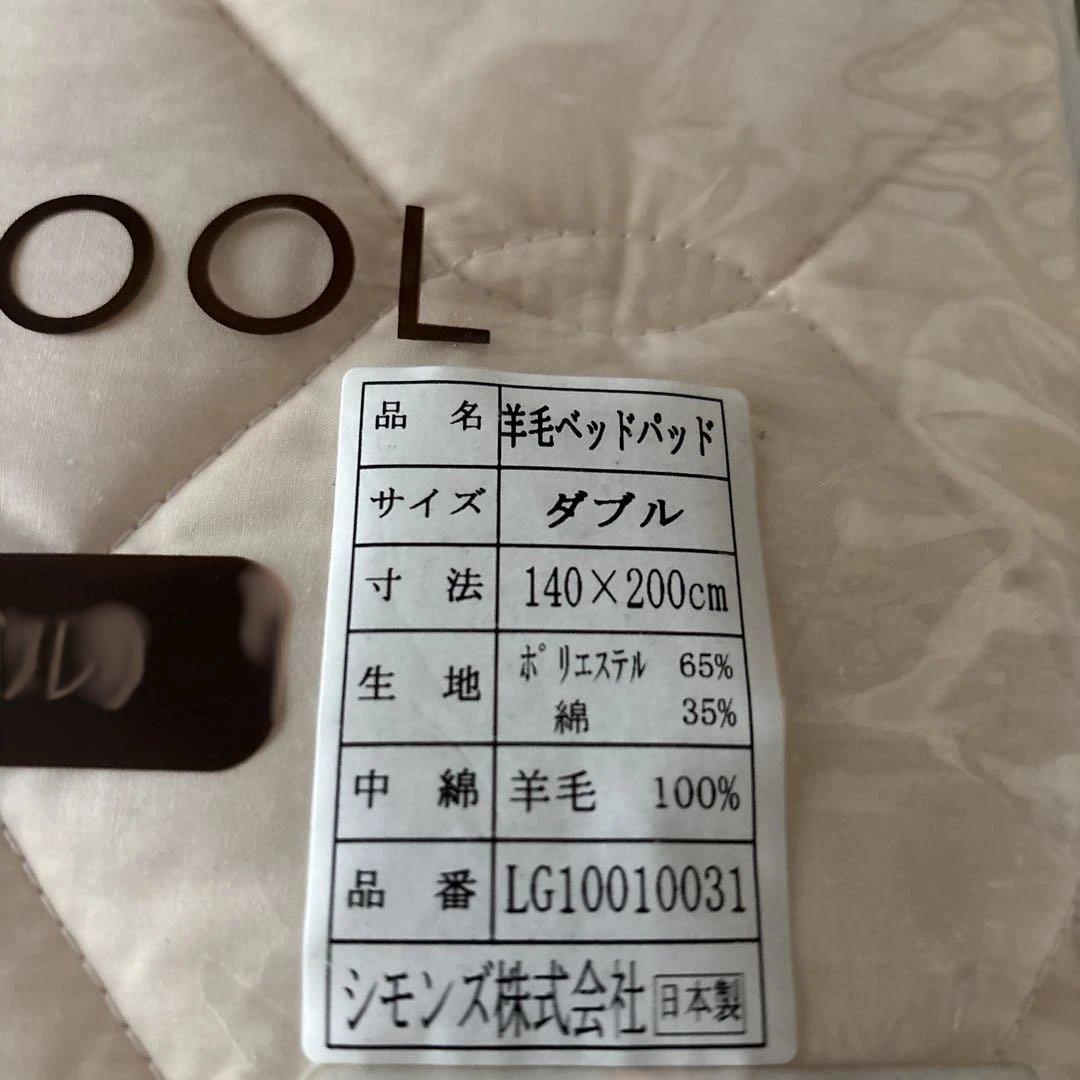 OOL
品名 羊毛ベッドパッド
サイズ ダブル
寸法 140×200cm
生地 ポリエステル 65%
綿 35%
中綿 羊毛 100%
品番 LG10010031
シモンズ株式会社 日本製